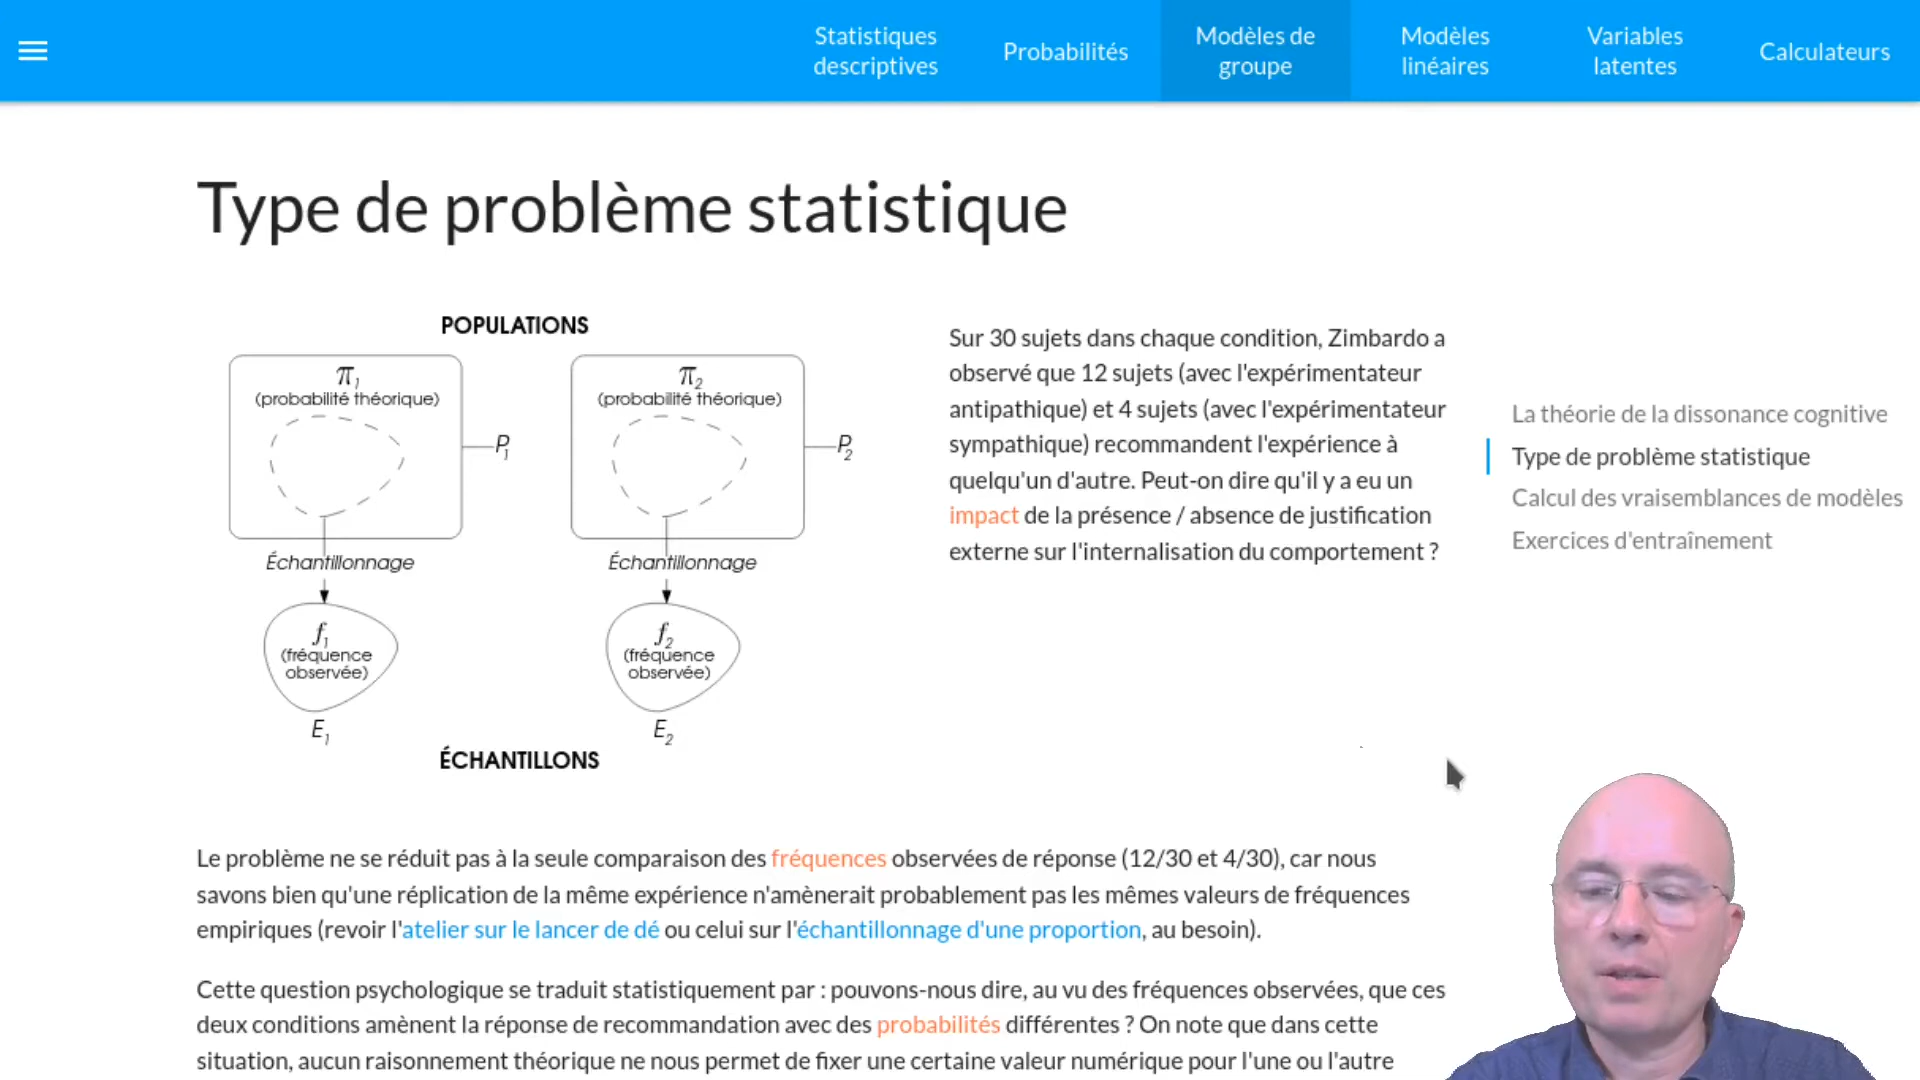 Statistiques descriptives
Probabilités
Modèles de groupe
Modèles linéaires
Variables latentes
Calculateurs
Type de problème statistique
POPULATIONS
π1
(probabilité théorique)
P1
Échantillonnage
f1
(fréquence
observée)
E1
π2
(probabilité théorique)
P2
Échantillonnage
f2
(fréquence
observée)
E2
ÉCHANTILLONS
Sur 30 sujets dans chaque condition, Zimbardo a
observé que 12 sujets (avec l'expérimentateur
antipathique) et 4 sujets (avec l'expérimentateur
sympathique) recommandent l'expérience à
quelqu'un d'autre. Peut-on dire qu'il y a eu un
impact de la présence / absence de justification
externe sur l'internalisation du comportement ?
La théorie de la dissonance cognitive
Type de problème statistique
Calcul des vraisemblances de modèles
Exercices d'entraînement
Le problème ne se réduit pas à la seule comparaison des fréquences observées de réponse (12/30 et 4/30), car nous
savons bien qu'une réplication de la même expérience n'amènerait probablement pas les mêmes valeurs de fréquences
empiriques (revoir l'atelier sur le lancer de dé ou celui sur l'échantillonnage d'une proportion, au besoin).
Cette question psychologique se traduit statistiquement par : pouvons-nous dire, au vu des fréquences observées, que ces
deux conditions amènent la réponse de recommandation avec des probabilités différentes ? On note que dans cette
situation, aucun raisonnement théorique ne nous permet de fixer une certaine valeur numérique pour l'une ou l'autre